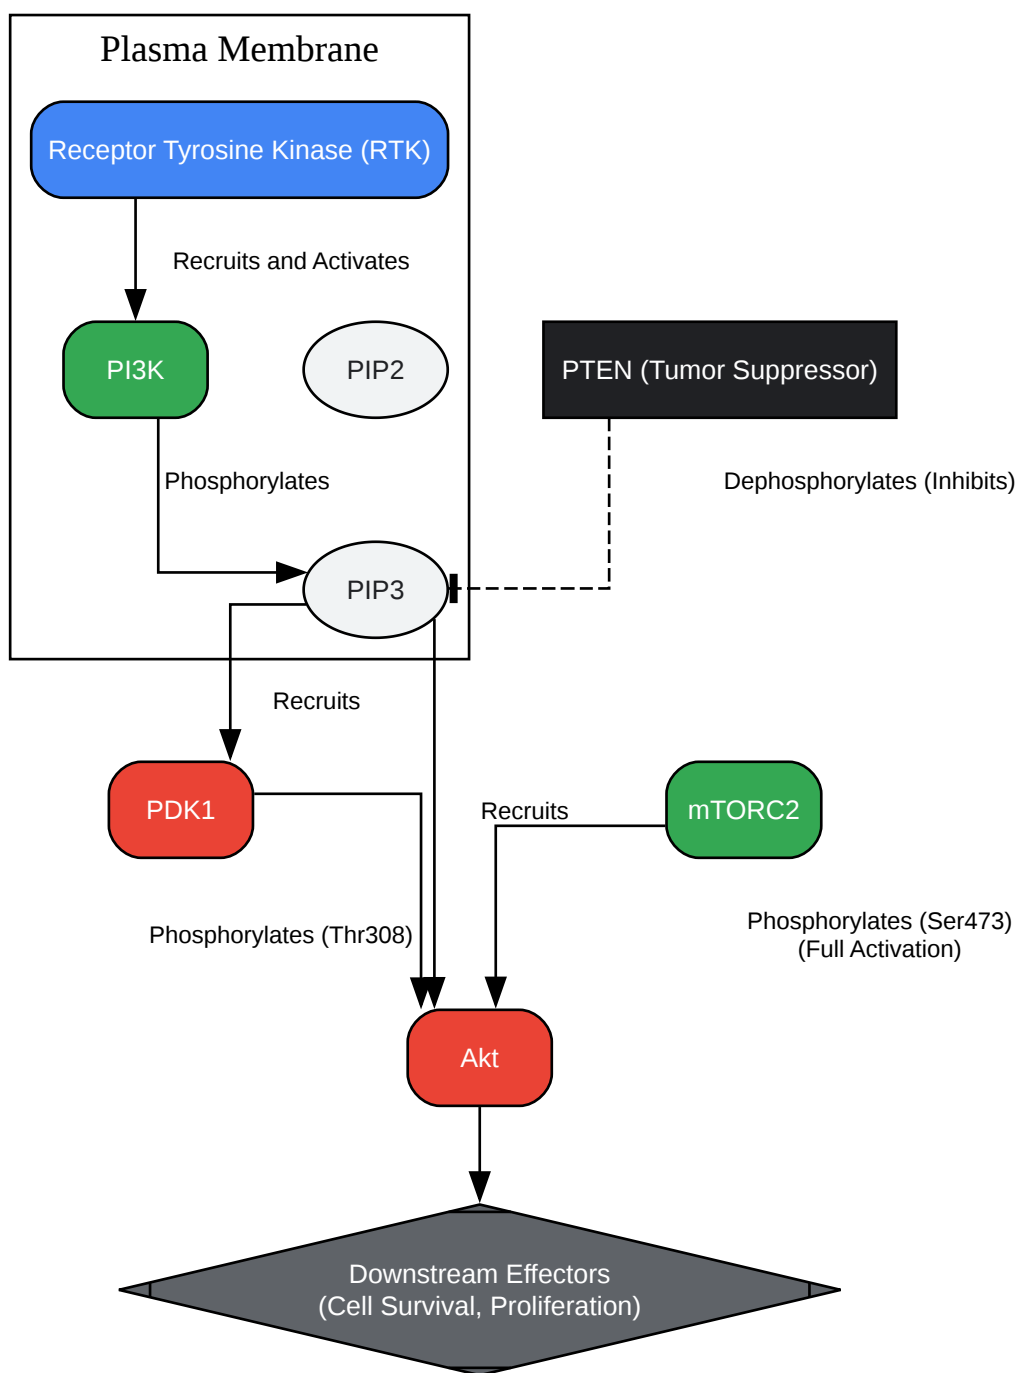 Plasma Membrane
Receptor Tyrosine Kinase (RTK)
Recruits and Activates
PI3K
PIP2
PTEN (Tumor Suppressor)
Phosphorylates
Dephosphorylates (Inhibits)
PIP3
Recruits
PDK1
Recruits
mTORC2
Phosphorylates (Thr308)
Phosphorylates (Ser473)
(Full Activation)
Akt
Downstream Effectors
(Cell Survival, Proliferation)